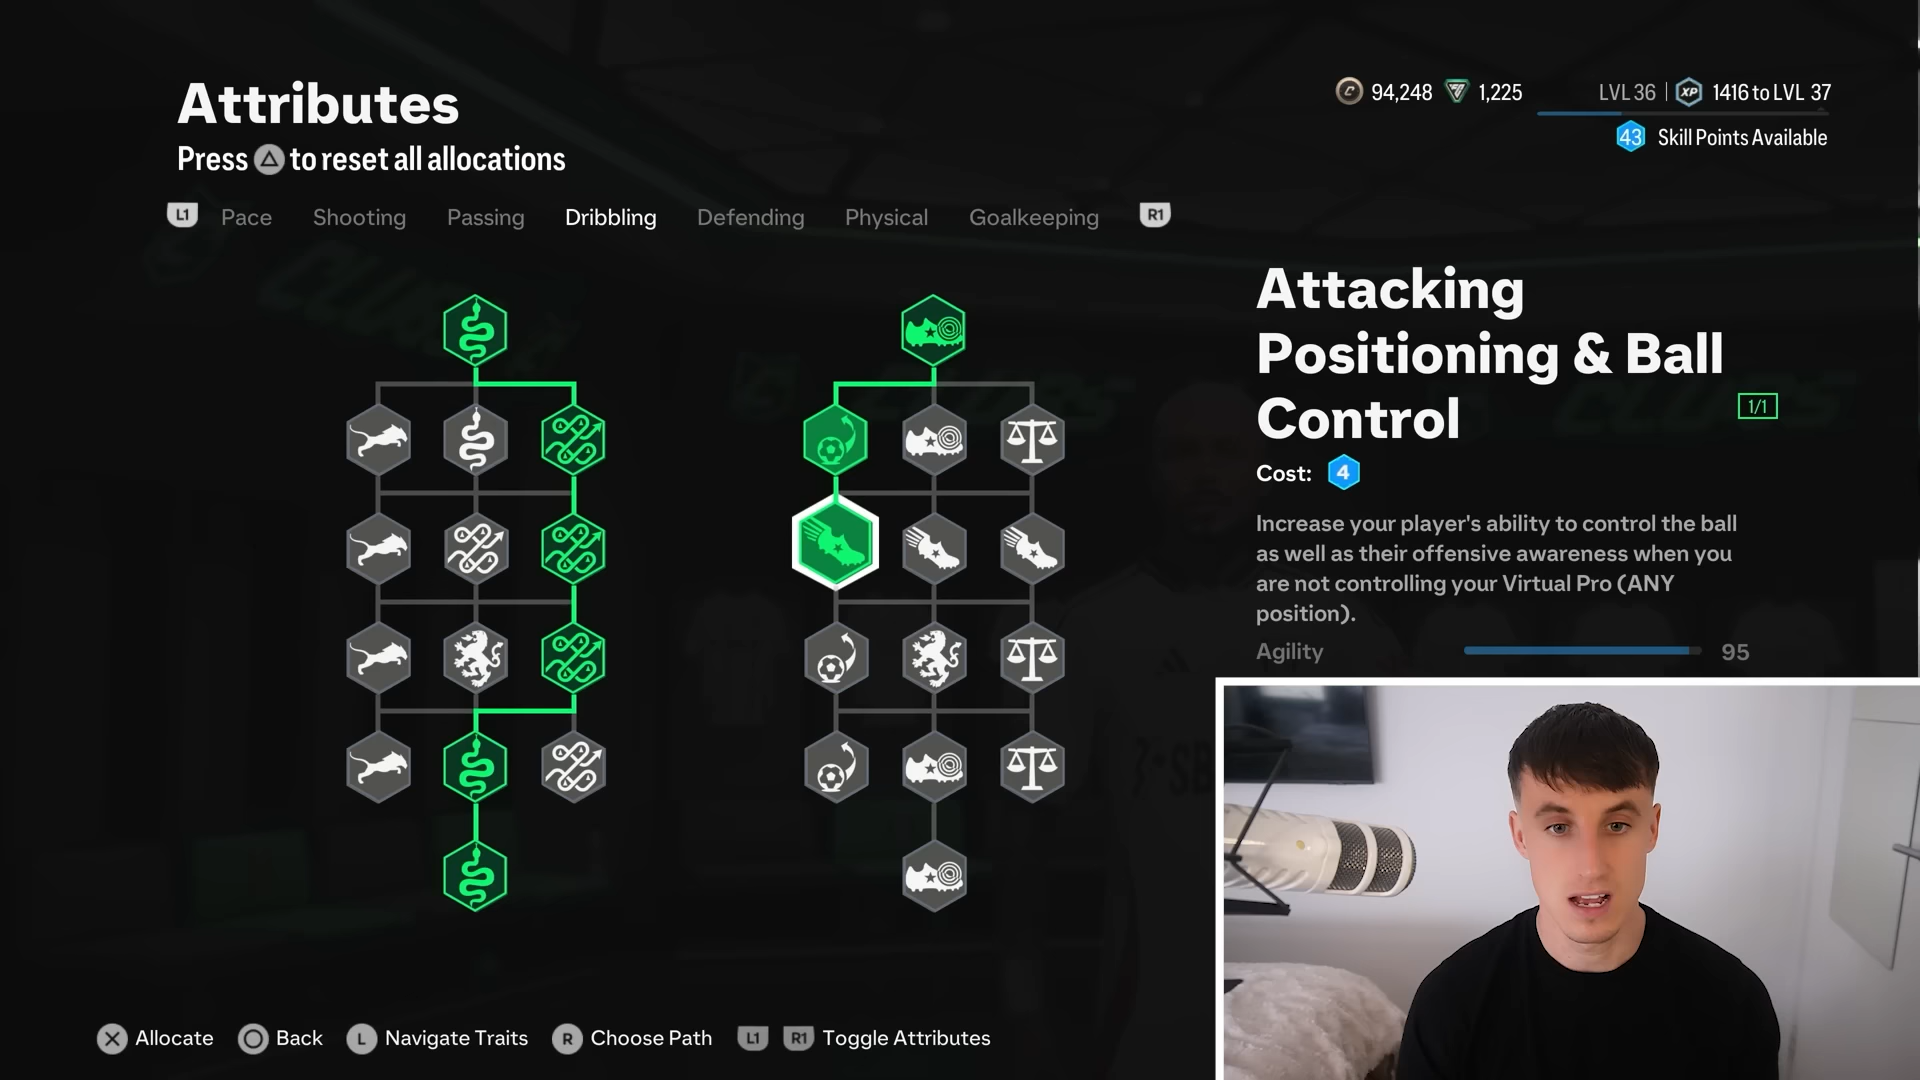 Attributes
Press △ to reset all allocations
94,248 1,225 LVL 36 | XP 1416 to LVL 37
43 Skill Points Available
L1 Pace Shooting Passing Dribbling Defending Physical Goalkeeping R1
Attacking
Positioning & Ball
Control
1/1
Cost: 4
Increase your player's ability to control the ball
as well as their offensive awareness when you
are not controlling your Virtual Pro (ANY
position).
Agility 95
Allocate Back L Navigate Traits R Choose Path L1 R1 Toggle Attributes